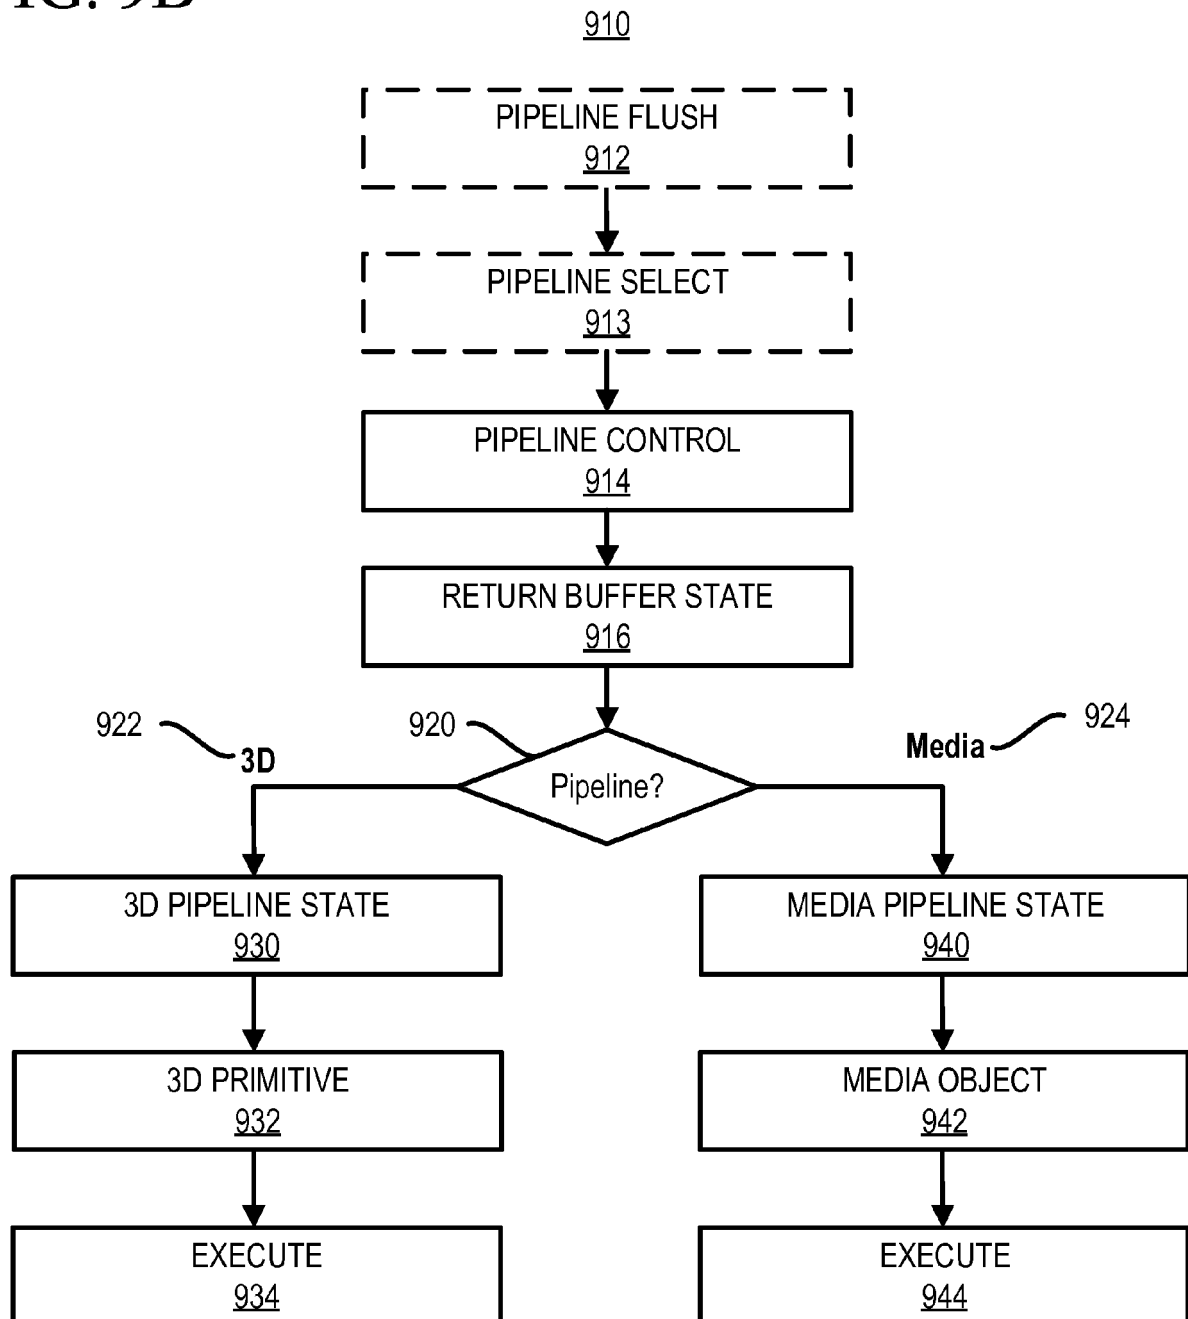 910
PIPELINE FLUSH
912
PIPELINE SELECT
913
PIPELINE CONTROL
914
RETURN BUFFER STATE
916
922
3D
920
Pipeline?
Media
924
3D PIPELINE STATE
930
MEDIA PIPELINE STATE
940
3D PRIMITIVE
932
MEDIA OBJECT
942
EXECUTE
934
EXECUTE
944